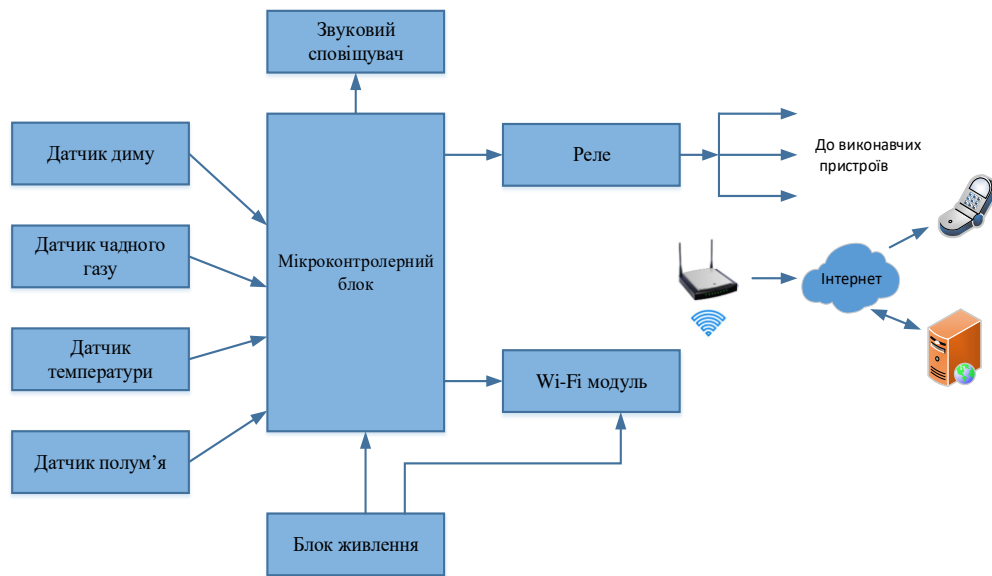 Звуковий
сповіщувач
Датчик диму
Датчик чадного
газу
Датчик
температури
Датчик полум’я
Мікроконтролерний
блок
Реле
До виконавчих
пристроїв
Інтернет
Wi-Fi модуль
Блок живлення